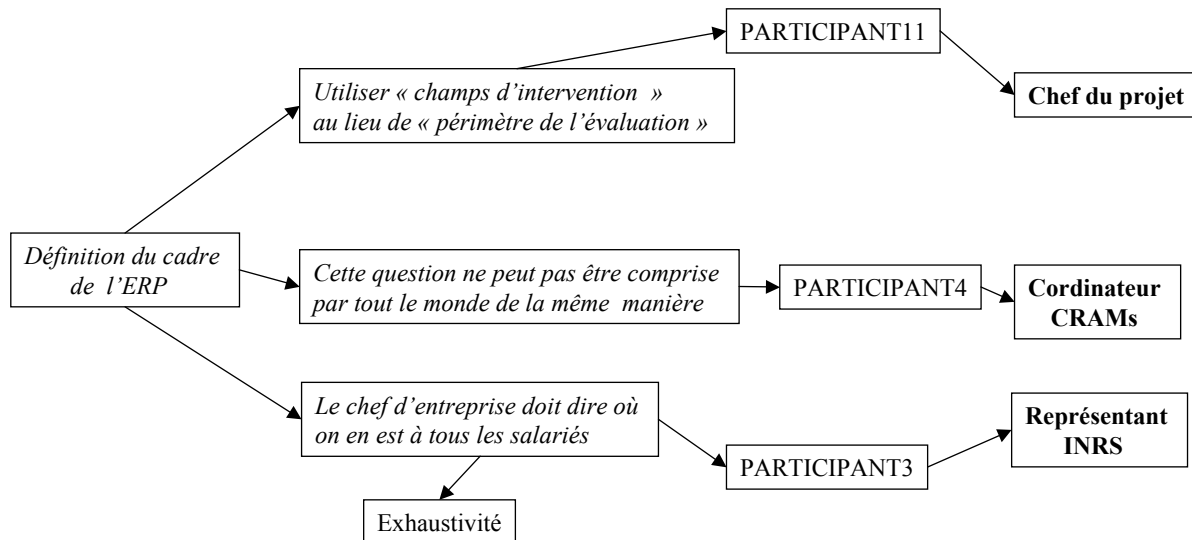 PARTICIPANT11
Utiliser « champs d’intervention »
au lieu de « périmètre de l’évaluation »
Chef du projet
Définition du cadre
de l’ERP
Cette question ne peut pas être comprise
par tout le monde de la même manière
PARTICIPANT4
Cordinateur
CRAMs
Le chef d’entreprise doit dire où
on en est à tous les salariés
PARTICIPANT3
Représentant
INRS
Exhaustivité